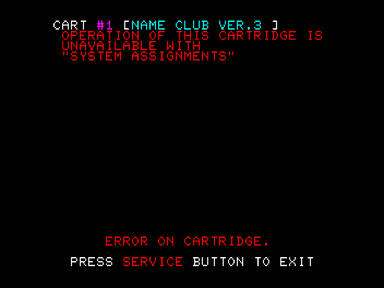 CART #1 [NAME CLUB VER.3 ]
OPERATION OF THIS CARTRIDGE IS
UNAVAILABLE WITH
"SYSTEM ASSIGNMENTS"
ERROR ON CARTRIDGE.
PRESS SERVICE BUTTON TO EXIT